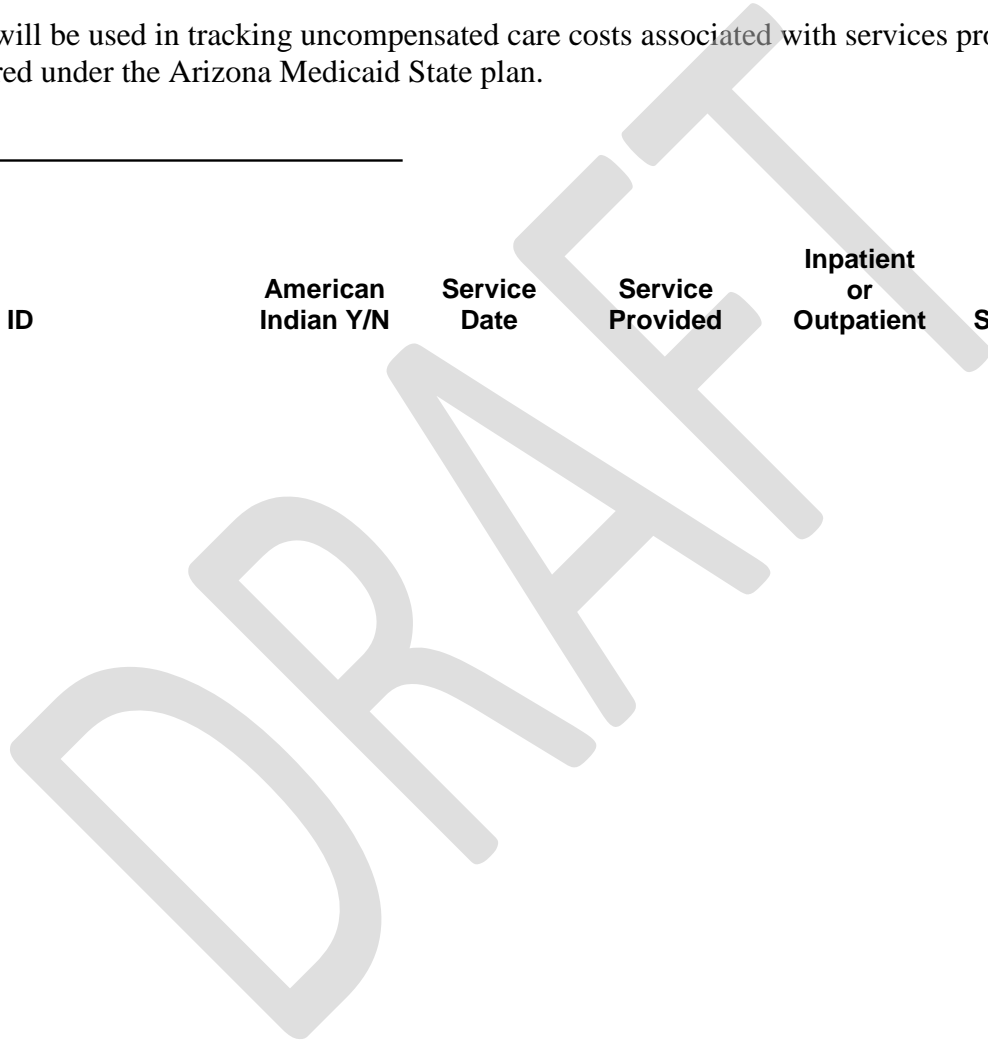 will be used in tracking uncompensated care costs associated with services pro
red under the Arizona Medicaid State plan.
Inpatient
American Service Service or
ID Indian Y/N Date Provided Outpatient S
DRAFT